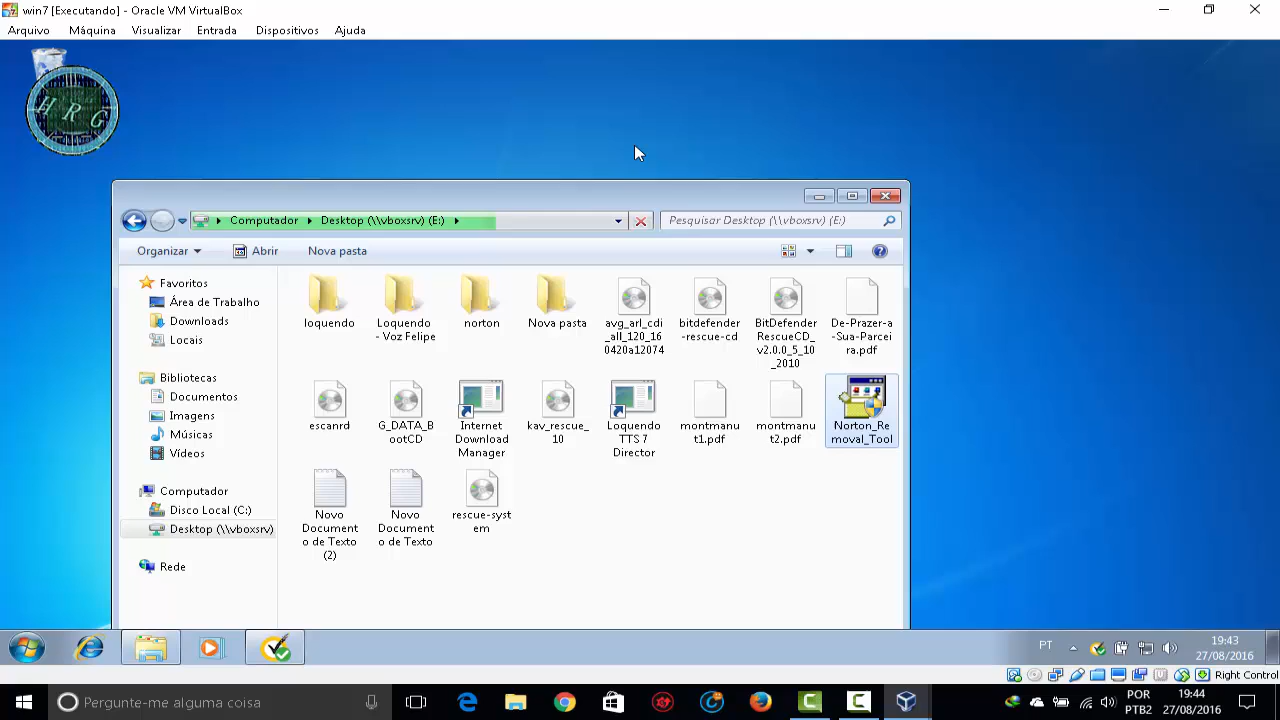 win7 [Executando] - Oracle VM VirtualBox
Arquivo Máquina Visualizar Entrada Dispositivos Ajuda
H R G
Computador Desktop (\\vboxsrv) (E:)
Pesquisar Desktop (\\vboxsrv) (E:)
Organizar Abrir Nova pasta
Favoritos
Área de Trabalho
Downloads
Locais
Bibliotecas
Documentos
Imagens
Músicas
Vídeos
Computador
Disco Local (C:)
Desktop (\\vboxsrv)
Rede
loquendo
Loquendo
- Voz Felipe
norton
Nova pasta
avg_arl_cdi
_all_120_16
0420a12074
bitdefender
-rescue-cd
BitDefender
RescueCD_
v2.0.0_5_10
_2010
De-Prazer-a
-Sua-Parcei
ra.pdf
escanrd
G_DATA_B
ootCD
Internet
Download
Manager
kav_rescue_
10
Loquendo
TTS 7
Director
montmanu
t1.pdf
montmanu
t2.pdf
Norton_Re
moval_Tool
Novo
Document
o de Texto
(2)
Novo
Document
o de Texto
rescue-syst
em
PT
19:43
27/08/2016
Right Control
Pergunte-me alguma coisa
POR
PTB2
19:44
27/08/2016